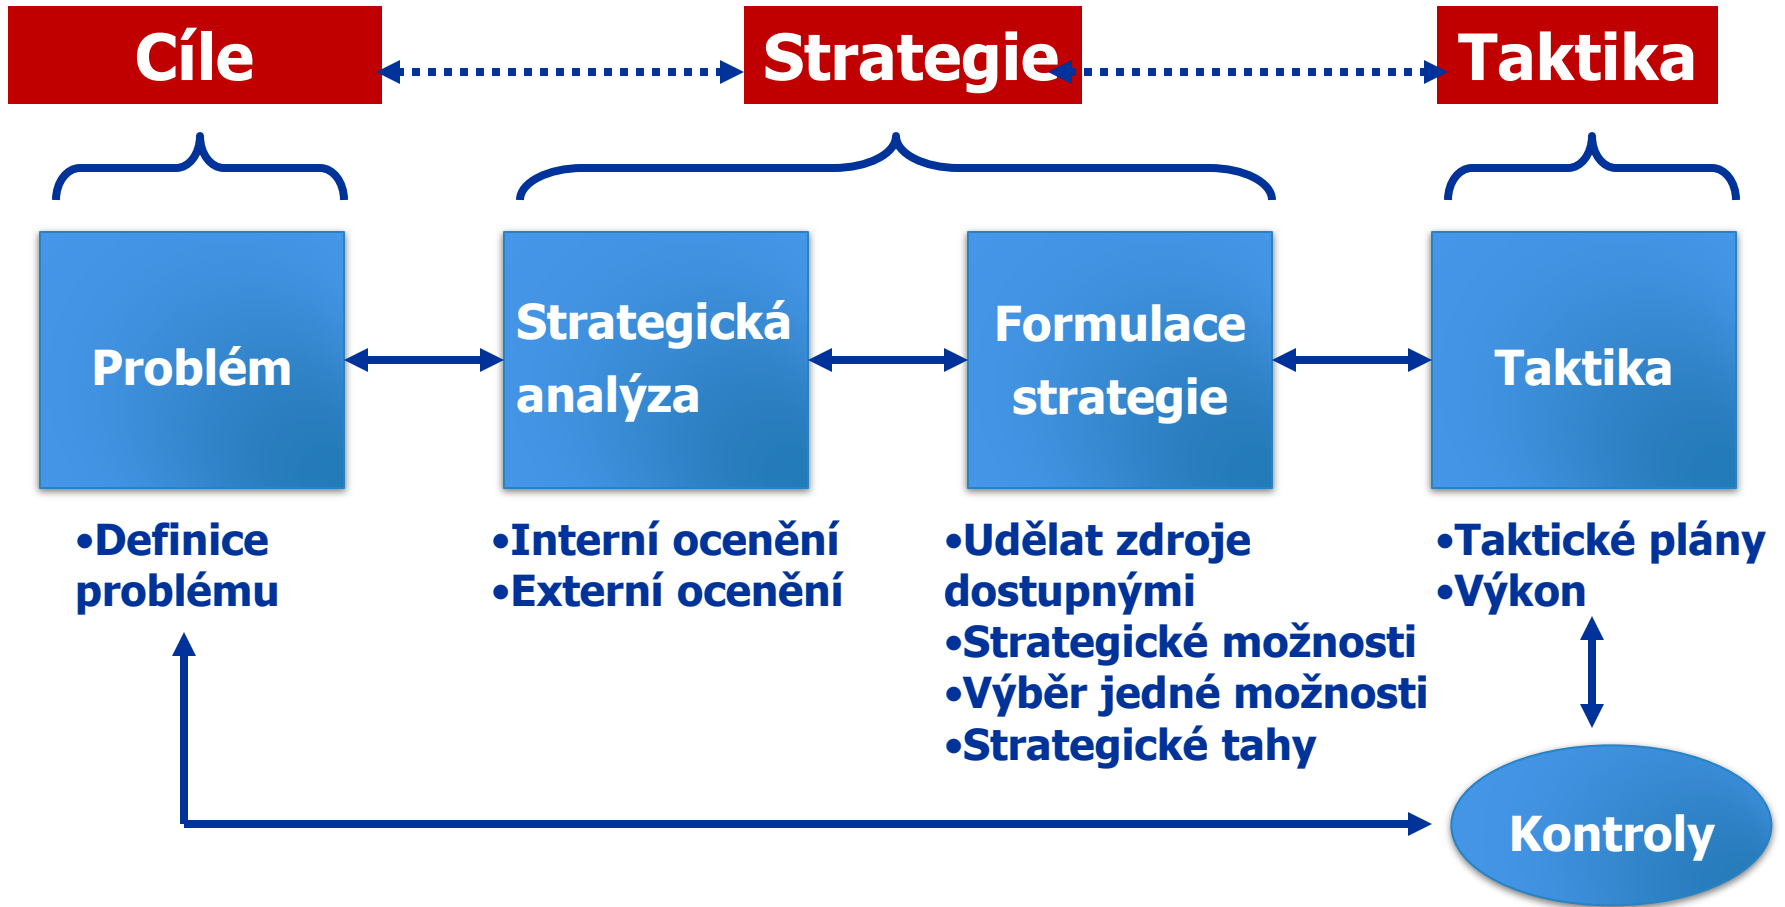 Cíle
Strategie
Taktika
Problém
Strategická
analýza
Formulace
strategie
Taktika
•Definice
problému
•Interní ocenění
•Externí ocenění
•Udělat zdroje
dostupnými
•Strategické možnosti
•Výběr jedné možnosti
•Strategické tahy
•Taktické plány
•Výkon
Kontroly